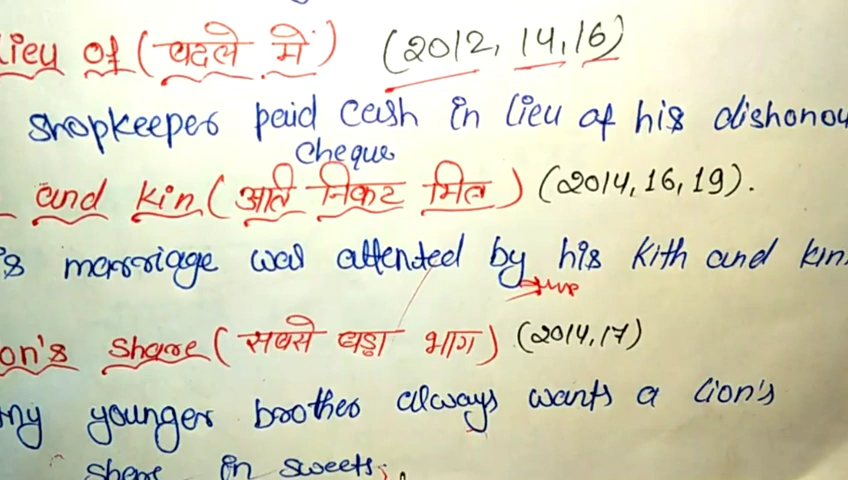 lieu of (बदले में) (2012, 14, 16)
shopkeeper paid cash in lieu of his dishonou
cheque
and kin (अति निकट मित्र) (2014, 16, 19).
's marriage was attented by his kith and kin.
on's share (सबसे बड़ा भाग) (2014, 17)
my younger brother always wants a lion's
share in sweets.